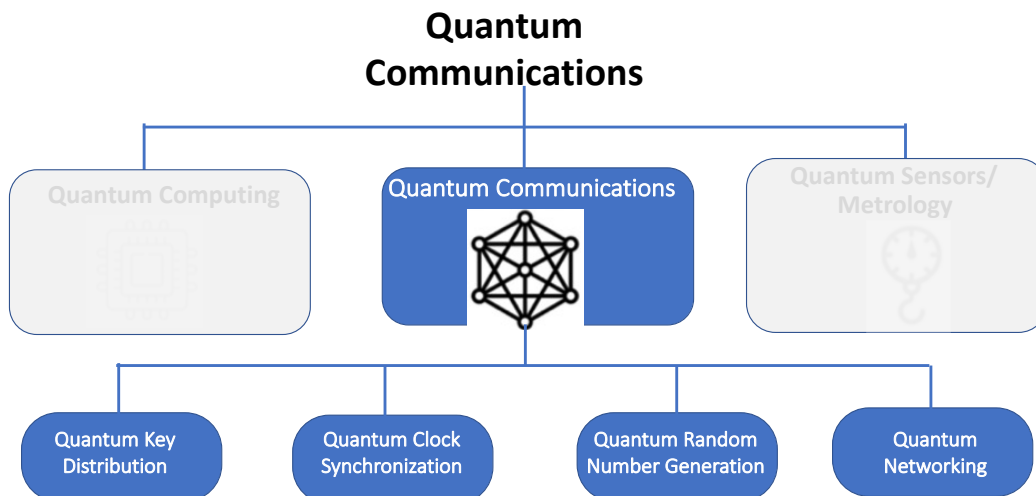 Quantum
Communications
Quantum Computing
Quantum Communications
Quantum Sensors/
Metrology
Quantum Key
Distribution
Quantum Clock
Synchronization
Quantum Random
Number Generation
Quantum
Networking